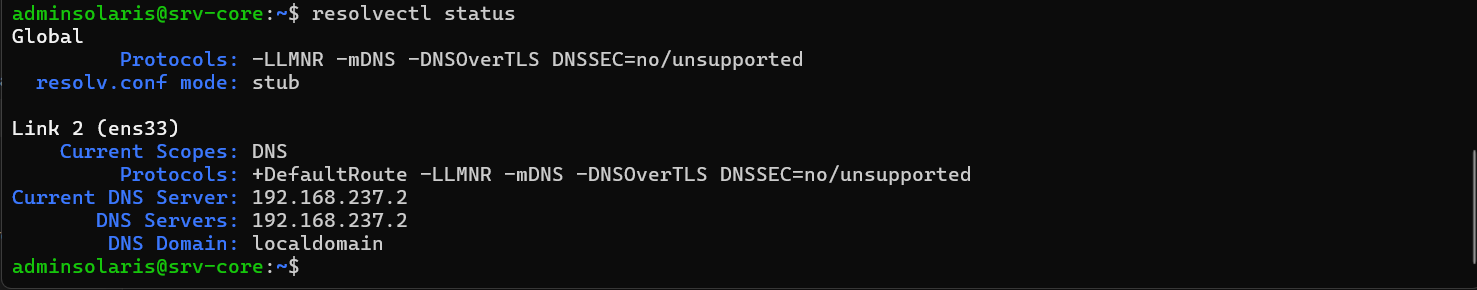 adminsolaris@srv-core:~$ resolvectl status
Global
Protocols: -LLMNR -mDNS -DNSOverTLS DNSSEC=no/unsupported
resolv.conf mode: stub
Link 2 (ens33)
Current Scopes: DNS
Protocols: +DefaultRoute -LLMNR -mDNS -DNSOverTLS DNSSEC=no/unsupported
Current DNS Server: 192.168.237.2
DNS Servers: 192.168.237.2
DNS Domain: localdomain
adminsolaris@srv-core:~$